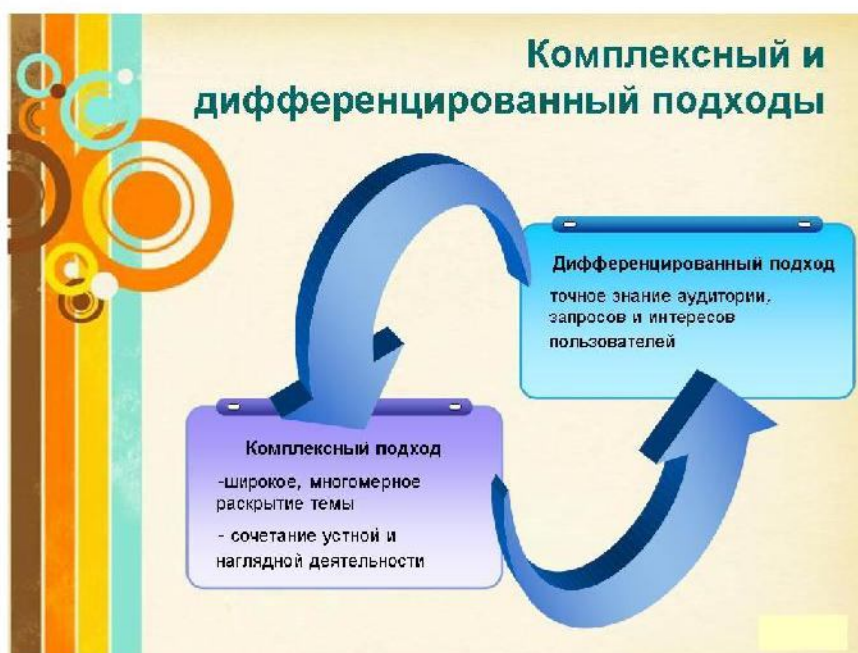 Комплексный и
дифференцированный подходы
Дифференцированный подход
точное знание аудитории,
запросов и интересов
пользователей
Комплексный подход
-широкое, многомерное
раскрытие темы
- сочетание устной и
наглядной деятельности